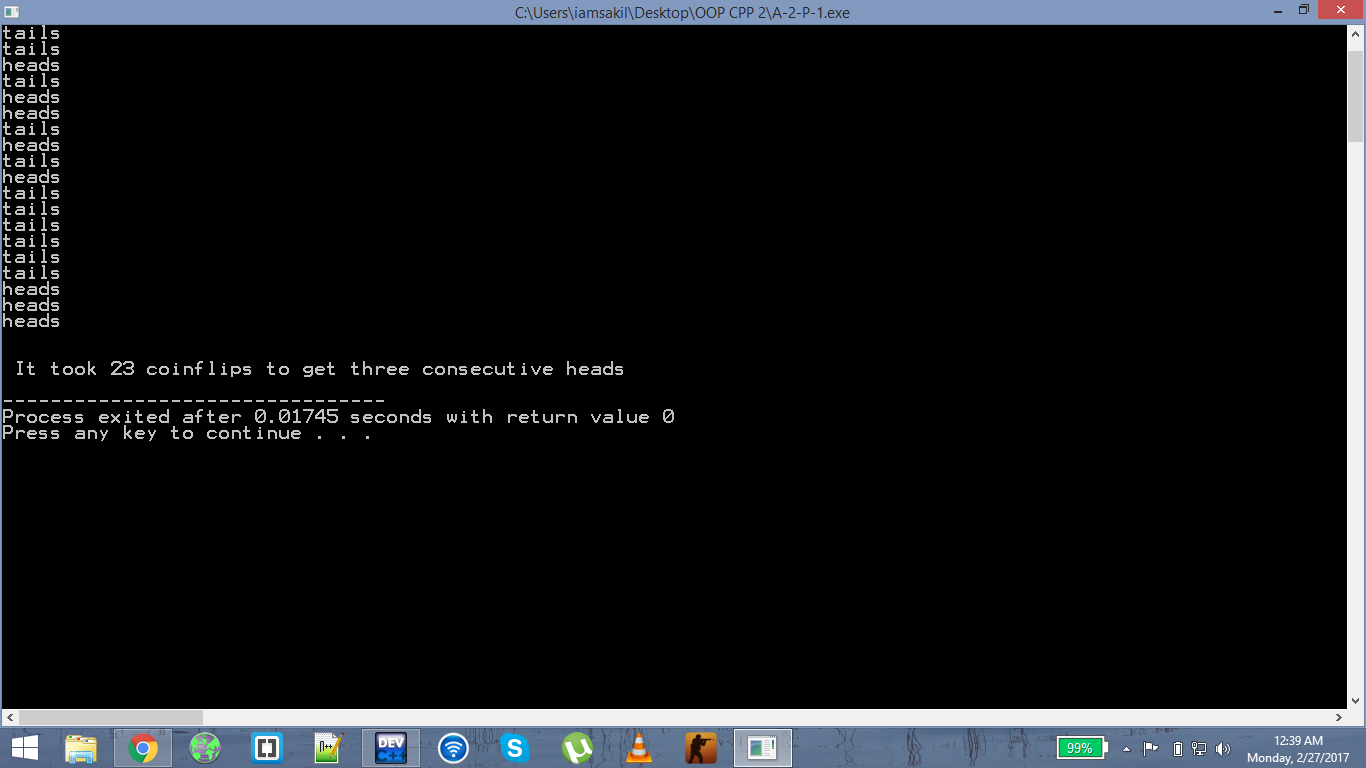 C:\Users\iamsakil\Desktop\OOP CPP 2\A-2-P-1.exe
tails
tails
heads
tails
heads
heads
tails
heads
tails
heads
tails
tails
tails
tails
tails
tails
heads
heads
heads
It took 23 coinflips to get three consecutive heads
--------------------------------
Process exited after 0.01745 seconds with return value 0
Press any key to continue . . .
DEV
C++
N++
S
99%
12:39 AM
Monday, 2/27/2017